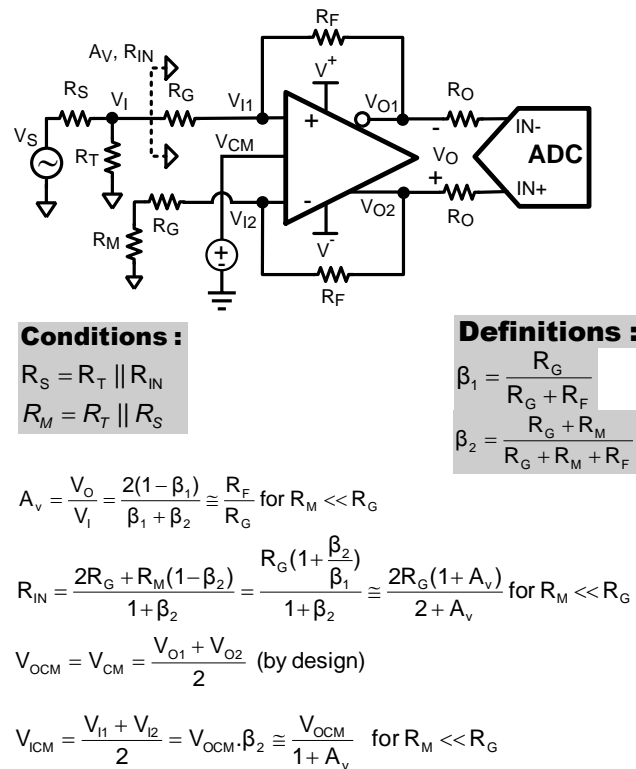 R_F
A_V, R_IN
V^+
R_S
V_I
R_G
V_I1
V_O1
R_O
V_S
R_T
V_CM
+
-
IN-
ADC
V_O
R_G
+
IN+
-
V_I2
V_O2
R_O
R_M
V^-
+
-
R_F
Conditions :
R_S = R_T || R_IN
R_M = R_T || R_S
Definitions :
β_1 = R_G / (R_G + R_F)
β_2 = (R_G + R_M) / (R_G + R_M + R_F)
A_v = V_O / V_I = 2(1 - β_1) / (β_1 + β_2) ≅ R_F / R_G for R_M << R_G
R_IN = (2R_G + R_M(1 - β_2)) / (1 + β_2) = R_G(1 + β_2 / β_1) / (1 + β_2) ≅ 2R_G(1 + A_v) / (2 + A_v) for R_M << R_G
V_OCM = V_CM = (V_O1 + V_O2) / 2 (by design)
V_ICM = (V_I1 + V_I2) / 2 = V_OCM.β_2 ≅ V_OCM / (1 + A_v) for R_M << R_G